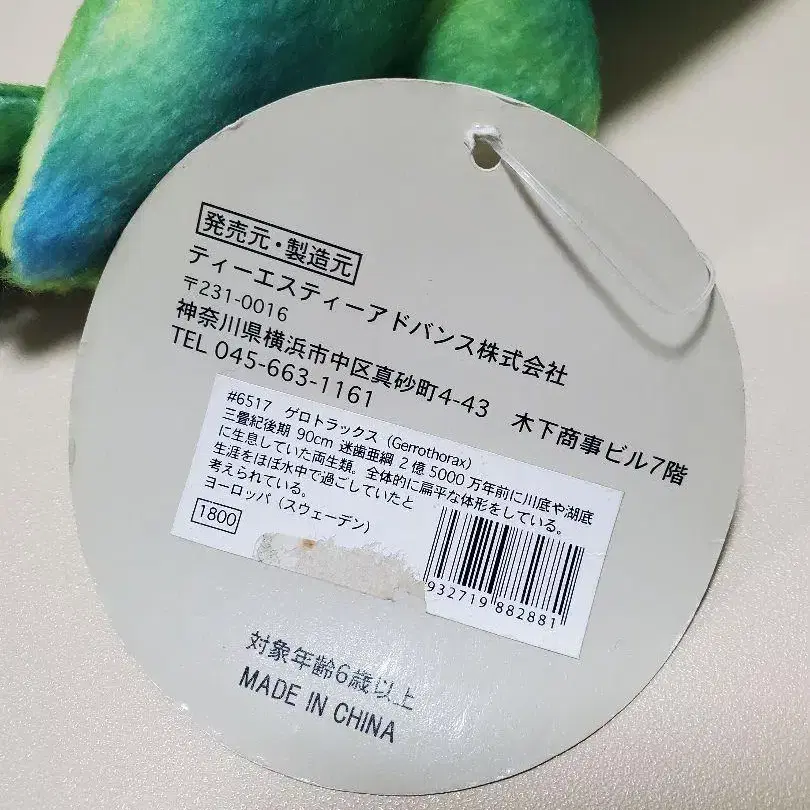 発売元・製造元
ティーエスティーアドバンス株式会社
〒231-0016
神奈川県横浜市中区真砂町4-43 木下商事ビル7階
TEL 045-663-1161
#6517 ゲロトラックス（Gerrothorax）
三畳紀後期 90cm 迷歯亜綱 2億5000万年前に川底や湖底
に生息していた両生類。全体的に扁平な体形をしている。
生涯をほぼ水中で過ごしていたと
考えられている。
ヨーロッパ（スウェーデン）
1800
932719 882881
対象年齢6歳以上
MADE IN CHINA